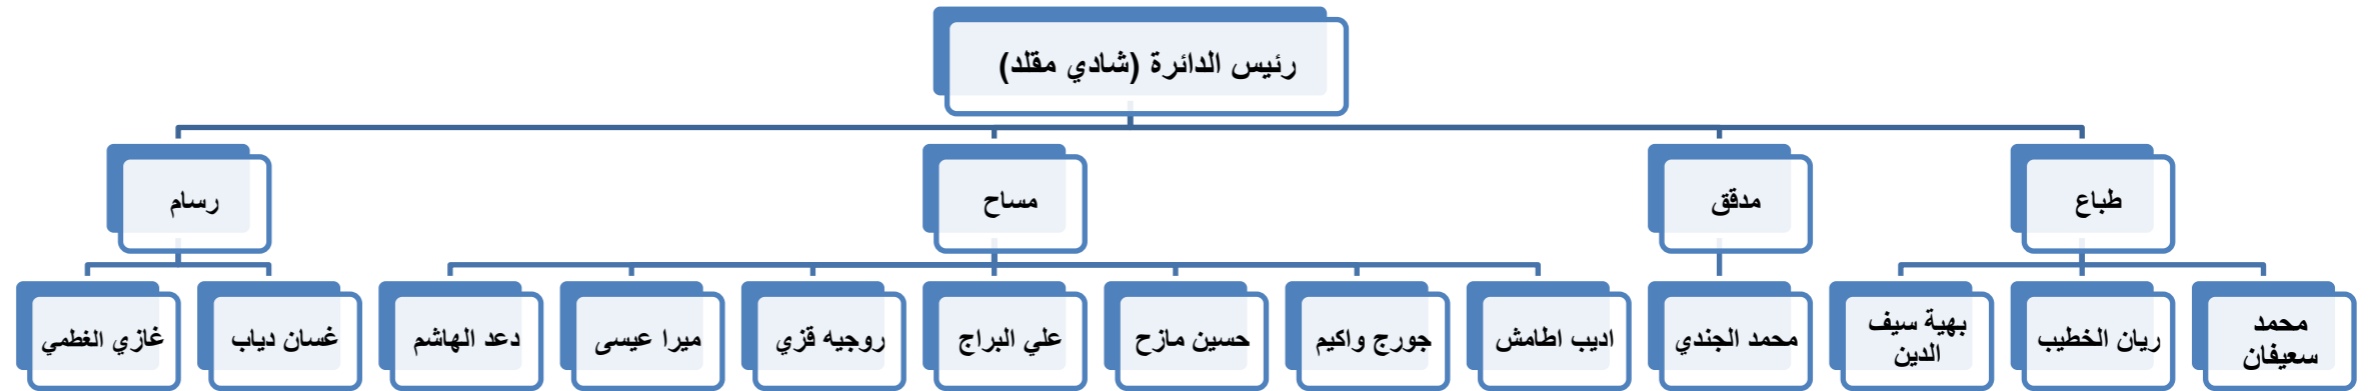 رئيس الدائرة (شادي مقلد)
طباع
مدقق
مساح
رسام
محمد
سعيفان
ريان الخطيب
بهية سيف
الدين
محمد الجندي
اديب اطامش
جورج واكيم
حسين مازح
علي البراج
روجيه قزي
ميرا عيسى
دعد الهاشم
غسان دياب
غازي الغطمي